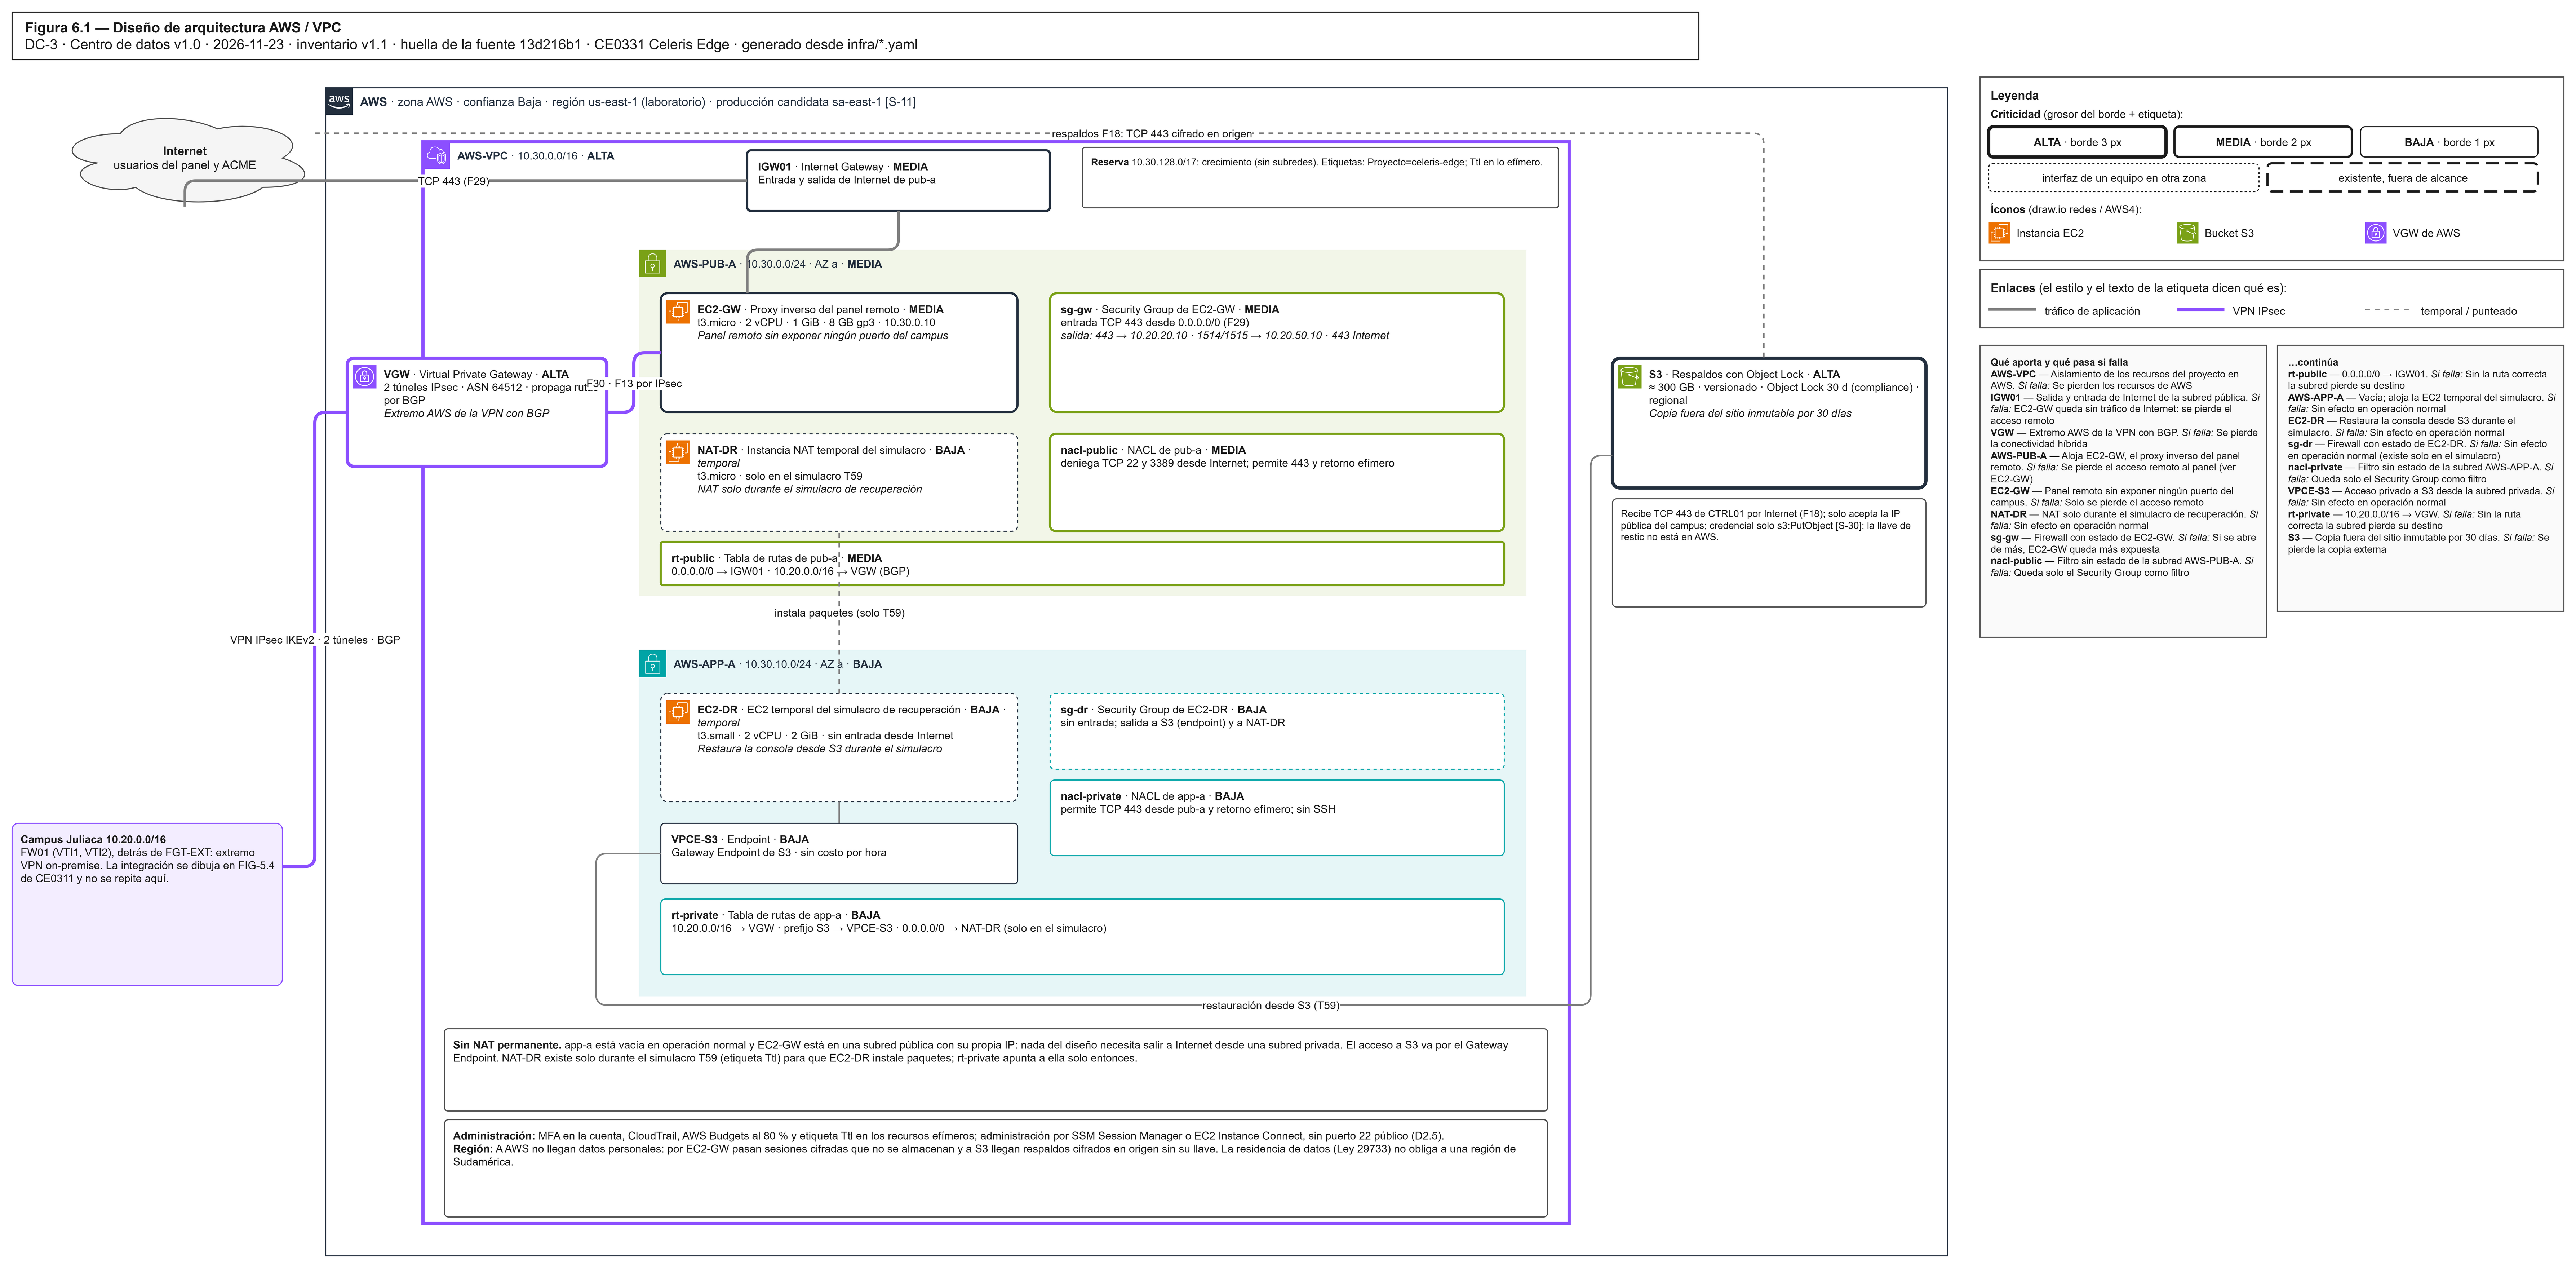 Figura 6.1 — Diseño de arquitectura AWS / VPC
DC-3 · Centro de datos v1.0 · 2026-11-23 · inventario v1.1 · huella de la fuente 13d216b1 · CE0331 Celeris Edge · generado desde infra/*.yaml
aws
AWS · zona AWS · confianza Baja · región us-east-1 (laboratorio) · producción candidata sa-east-1 [S-11]
Internet
usuarios del panel y ACME
respaldos F18: TCP 443 cifrado en origen
AWS-VPC · 10.30.0.0/16 · ALTA
TCP 443 (F29)
IGW01 · Internet Gateway · MEDIA
Entrada y salida de Internet de pub-a
Reserva 10.30.128.0/17: crecimiento (sin subredes). Etiquetas: Proyecto=celeris-edge; Ttl en lo efímero.
AWS-PUB-A · 10.30.0.0/24 · AZ a · MEDIA
EC2-GW · Proxy inverso del panel remoto · MEDIA
t3.micro · 2 vCPU · 1 GiB · 8 GB gp3 · 10.30.0.10
Panel remoto sin exponer ningún puerto del campus
sg-gw · Security Group de EC2-GW · MEDIA
entrada TCP 443 desde 0.0.0.0/0 (F29)
salida: 443 → 10.20.20.10 · 1514/1515 → 10.20.50.10 · 443 Internet
VGW · Virtual Private Gateway · ALTA
2 túneles IPsec · ASN 64512 · propaga rutas
por BGP
Extremo AWS de la VPN con BGP
F30 · F13 por IPsec
NAT-DR · Instancia NAT temporal del simulacro · BAJA ·
temporal
t3.micro · solo en el simulacro T59
NAT solo durante el simulacro de recuperación
nacl-public · NACL de pub-a · MEDIA
deniega TCP 22 y 3389 desde Internet; permite 443 y retorno efímero
rt-public · Tabla de rutas de pub-a · MEDIA
0.0.0.0/0 → IGW01 · 10.20.0.0/16 → VGW (BGP)
instala paquetes (solo T59)
VPN IPsec IKEv2 · 2 túneles · BGP
AWS-APP-A · 10.30.10.0/24 · AZ a · BAJA
EC2-DR · EC2 temporal del simulacro de recuperación · BAJA ·
temporal
t3.small · 2 vCPU · 2 GiB · sin entrada desde Internet
Restaura la consola desde S3 durante el simulacro
sg-dr · Security Group de EC2-DR · BAJA
sin entrada; salida a S3 (endpoint) y a NAT-DR
nacl-private · NACL de app-a · BAJA
permite TCP 443 desde pub-a y retorno efímero; sin SSH
VPCE-S3 · Endpoint · BAJA
Gateway Endpoint de S3 · sin costo por hora
rt-private · Tabla de rutas de app-a · BAJA
10.20.0.0/16 → VGW · prefijo S3 → VPCE-S3 · 0.0.0.0/0 → NAT-DR (solo en el simulacro)
restauración desde S3 (T59)
Campus Juliaca 10.20.0.0/16
FW01 (VTI1, VTI2), detrás de FGT-EXT: extremo
VPN on-premise. La integración se dibuja en FIG-5.4
de CE0311 y no se repite aquí.
Sin NAT permanente. app-a está vacía en operación normal y EC2-GW está en una subred pública con su propia IP: nada del diseño necesita salir a Internet desde una subred privada. El acceso a S3 va por el Gateway
Endpoint. NAT-DR existe solo durante el simulacro T59 (etiqueta Ttl) para que EC2-DR instale paquetes; rt-private apunta a ella solo entonces.
Administración: MFA en la cuenta, CloudTrail, AWS Budgets al 80 % y etiqueta Ttl en los recursos efímeros; administración por SSM Session Manager o EC2 Instance Connect, sin puerto 22 público (D2.5).
Región: A AWS no llegan datos personales: por EC2-GW pasan sesiones cifradas que no se almacenan y a S3 llegan respaldos cifrados en origen sin su llave. La residencia de datos (Ley 29733) no obliga a una región de
Sudamérica.
S3 · Respaldos con Object Lock · ALTA
≈ 300 GB · versionado · Object Lock 30 d (compliance) ·
regional
Copia fuera del sitio inmutable por 30 días
Recibe TCP 443 de CTRL01 por Internet (F18); solo acepta la IP
pública del campus; credencial solo s3:PutObject [S-30]; la llave de
restic no está en AWS.
Leyenda
Criticidad (grosor del borde + etiqueta):
ALTA · borde 3 px
MEDIA · borde 2 px
BAJA · borde 1 px
interfaz de un equipo en otra zona
existente, fuera de alcance
Íconos (draw.io redes / AWS4):
Instancia EC2
Bucket S3
VGW de AWS
Enlaces (el estilo y el texto de la etiqueta dicen qué es):
tráfico de aplicación
VPN IPsec
temporal / punteado
Qué aporta y qué pasa si falla
AWS-VPC — Aislamiento de los recursos del proyecto en
AWS. Si falla: Se pierden los recursos de AWS
IGW01 — Salida y entrada de Internet de la subred pública. Si
falla: EC2-GW queda sin tráfico de Internet: se pierde el
acceso remoto
VGW — Extremo AWS de la VPN con BGP. Si falla: Se pierde
la conectividad híbrida
AWS-PUB-A — Aloja EC2-GW, el proxy inverso del panel
remoto. Si falla: Se pierde el acceso remoto al panel (ver
EC2-GW)
EC2-GW — Panel remoto sin exponer ningún puerto del
campus. Si falla: Solo se pierde el acceso remoto
NAT-DR — NAT solo durante el simulacro de recuperación. Si
falla: Sin efecto en operación normal
sg-gw — Firewall con estado de EC2-GW. Si falla: Si se abre
de más, EC2-GW queda más expuesta
nacl-public — Filtro sin estado de la subred AWS-PUB-A. Si
falla: Queda solo el Security Group como filtro
…continúa
rt-public — 0.0.0.0/0 → IGW01. Si falla: Sin la ruta correcta
la subred pierde su destino
AWS-APP-A — Vacía; aloja la EC2 temporal del simulacro. Si
falla: Sin efecto en operación normal
EC2-DR — Restaura la consola desde S3 durante el
simulacro. Si falla: Sin efecto en operación normal
sg-dr — Firewall con estado de EC2-DR. Si falla: Sin efecto
en operación normal (existe solo en el simulacro)
nacl-private — Filtro sin estado de la subred AWS-APP-A. Si
falla: Queda solo el Security Group como filtro
VPCE-S3 — Acceso privado a S3 desde la subred privada. Si
falla: Sin efecto en operación normal
rt-private — 10.20.0.0/16 → VGW. Si falla: Sin la ruta
correcta la subred pierde su destino
S3 — Copia fuera del sitio inmutable por 30 días. Si falla: Se
pierde la copia externa